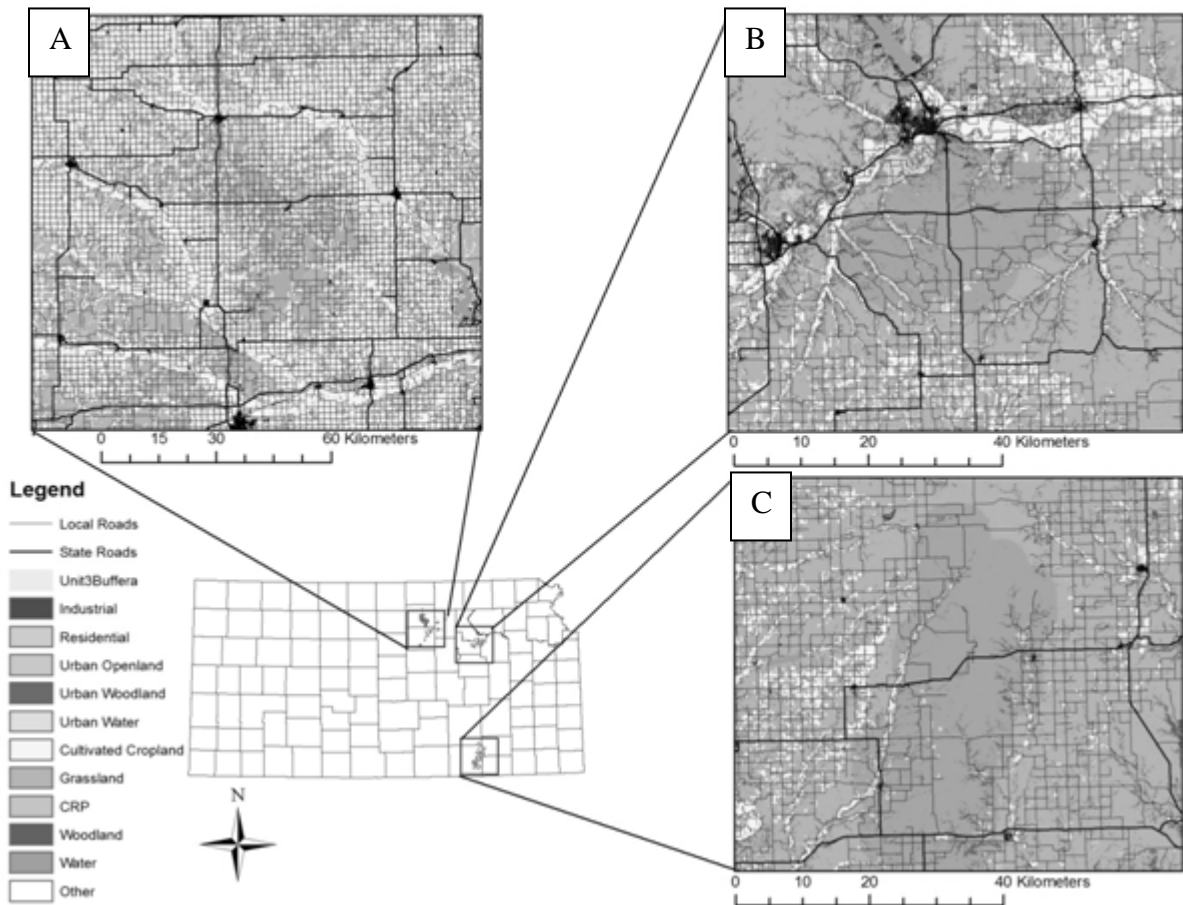 A
B
0 15 30 60 Kilometers
0 10 20 40 Kilometers
Legend
Local Roads
State Roads
Unit3Buffera
Industrial
Residential
Urban Openland
Urban Woodland
Urban Water
Cultivated Cropland
Grassland
CRP
Woodland
Water
Other
N
C
0 10 20 40 Kilometers